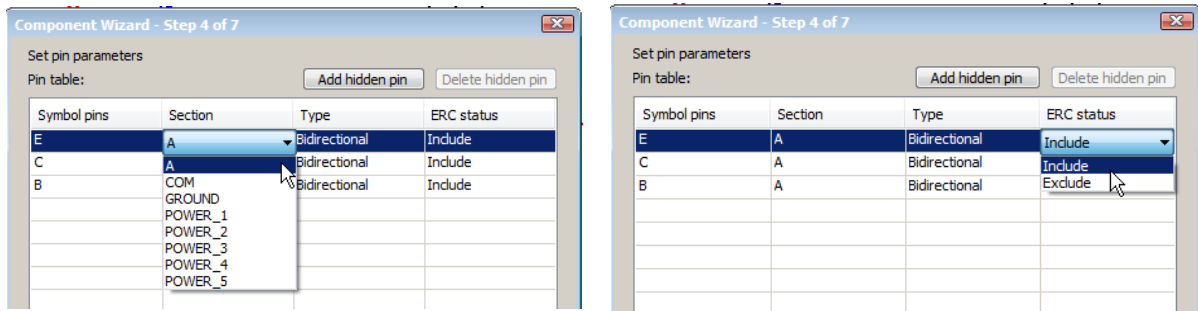 Component Wizard - Step 4 of 7
Set pin parameters
Pin table: Add hidden pin Delete hidden pin
Symbol pins Section Type ERC status
E A Bidirectional Include
C A Bidirectional Include
B COM Bidirectional Include
GROUND
POWER_1
POWER_2
POWER_3
POWER_4
POWER_5
Component Wizard - Step 4 of 7
Set pin parameters
Pin table: Add hidden pin Delete hidden pin
Symbol pins Section Type ERC status
E A Bidirectional Include
C A Bidirectional Include
B A Bidirectional Exclude